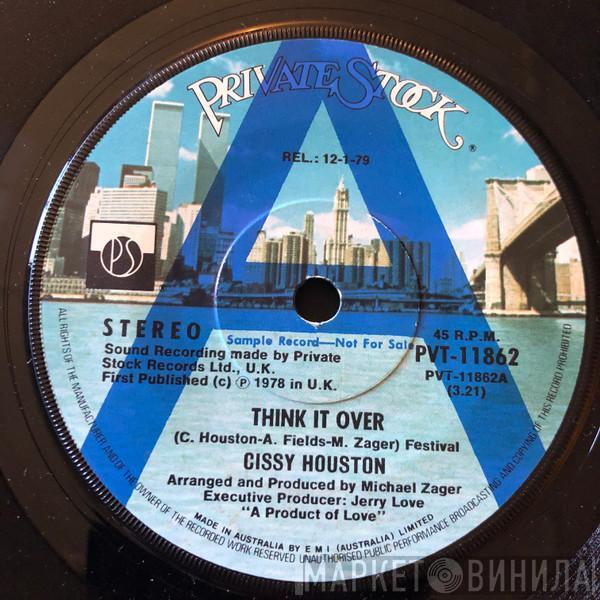 PRIVATE STOCK
®
REL.: 12-1-79
A
PS
STEREO
Sample Record—Not For Sale
45 R.P.M.
PVT-11862
Sound Recording made by Private
Stock Records Ltd., U.K.
First Published (c) Ⓟ 1978 in U.K.
PVT-11862A
(3.21)
THINK IT OVER
(C. Houston-A. Fields-M. Zager) Festival
CISSY HOUSTON
Arranged and Produced by Michael Zager
Executive Producer: Jerry Love
"A Product of Love"
MADE IN AUSTRALIA BY E M I (AUSTRALIA) LIMITED
ALL RIGHTS OF THE MANUFACTURER AND OF THE OWNER OF THE RECORDED WORK RESERVED UNAUTHORISED PUBLIC PERFORMANCE BROADCASTING AND COPYING OF THIS RECORD PROHIBITED
МАРКЕТ ВИНИЛА